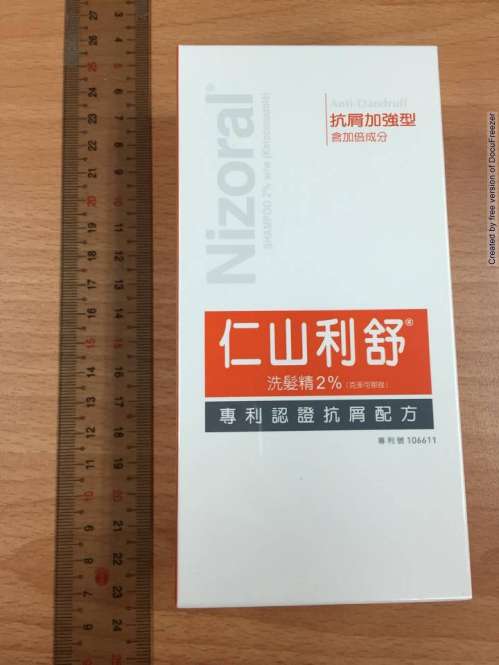 Anti-Dandruff
抗屑加強型
含加倍成分
Nizoral®
SHAMPOO 2% w/w (Ketoconazole)
仁山利舒®
洗髮精2%
專利認證抗屑配方
專利號 106611
Created by free version of DocuFreezer